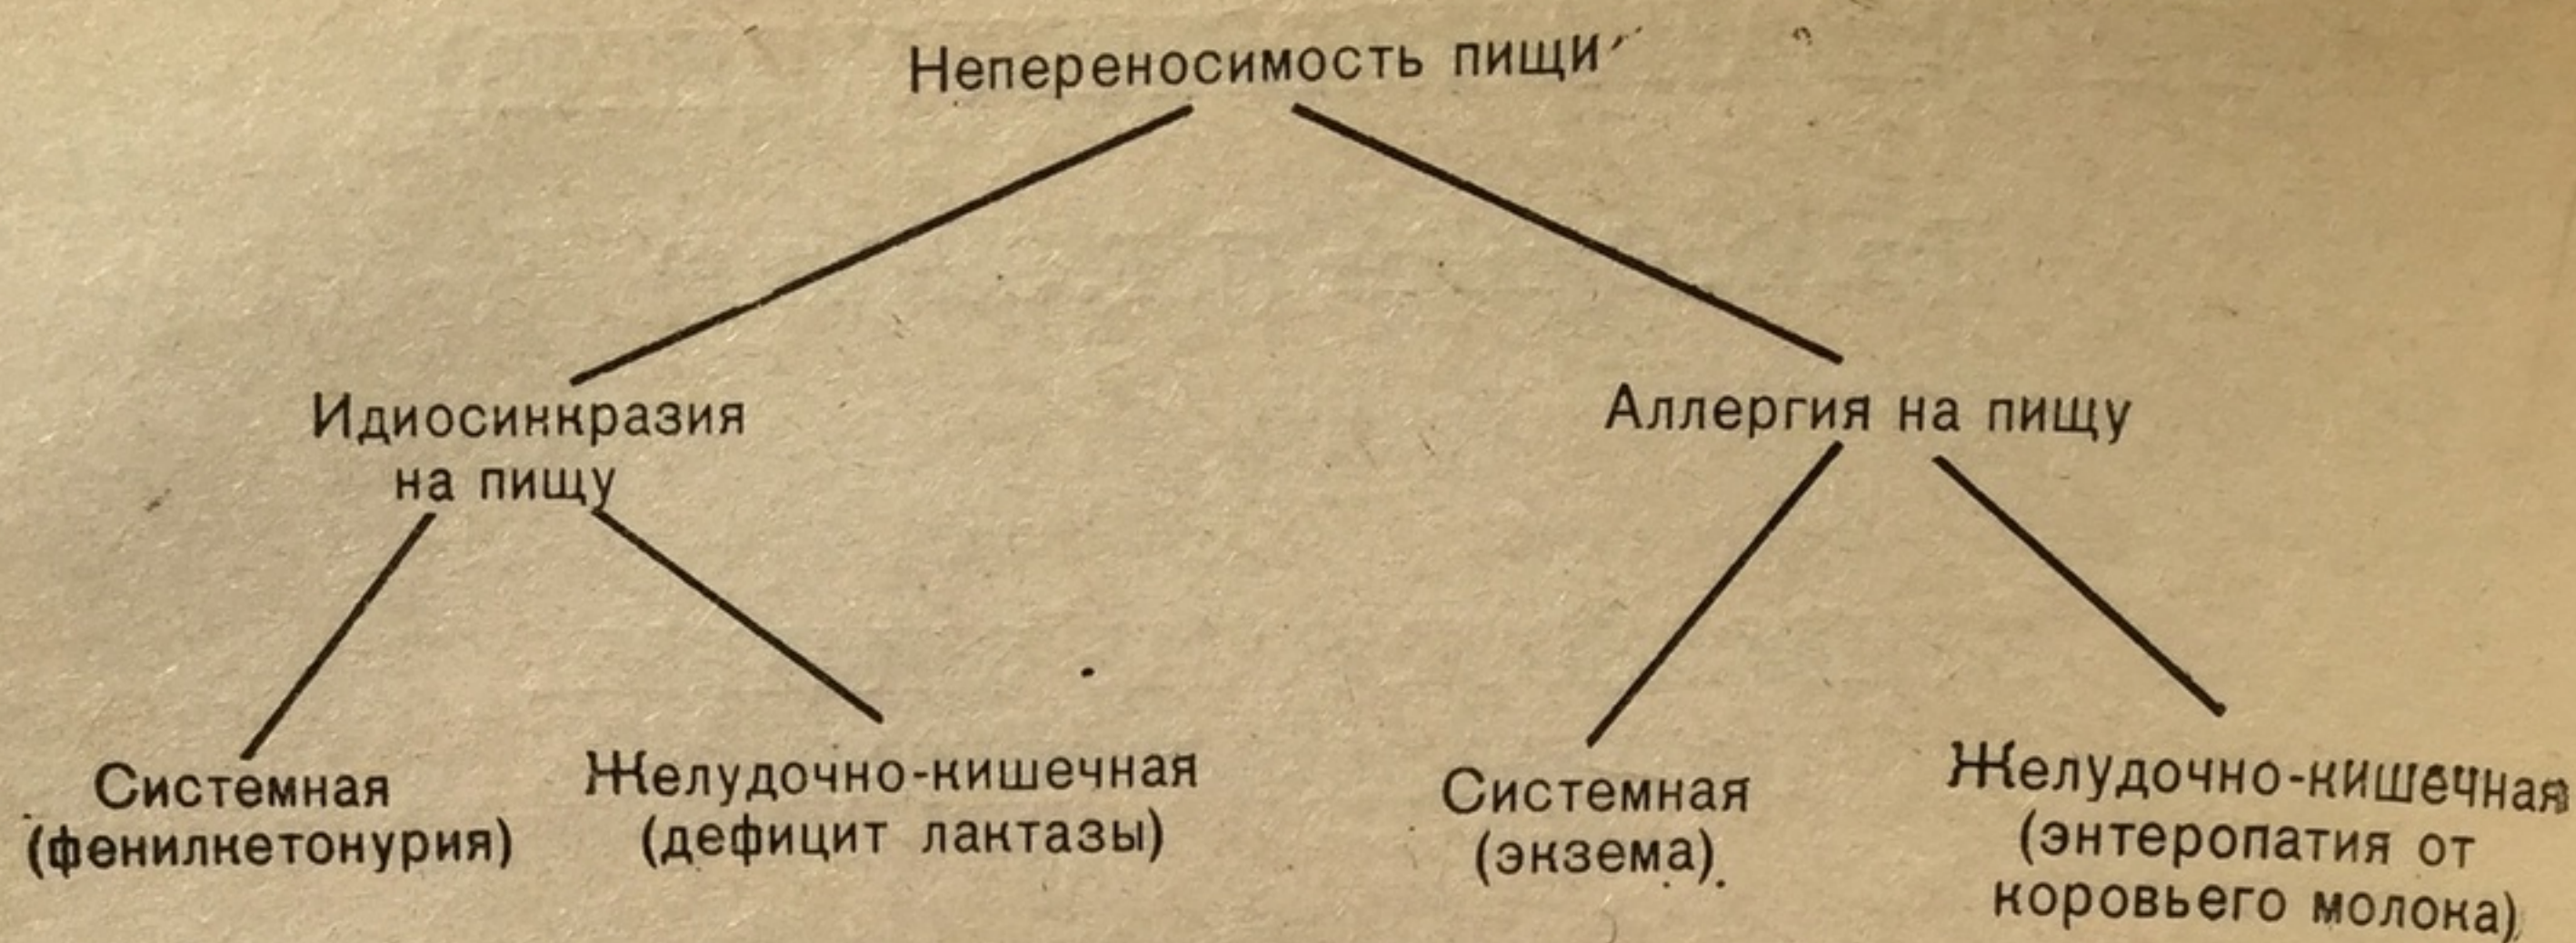 Непереносимость пищи
Идиосинкразия
на пищу
Аллергия на пищу
Системная
(фенилкетонурия)
Желудочно-кишечная
(дефицит лактазы)
Системная
(экзема)
Желудочно-кишечная
(энтеропатия от
коровьего молока)